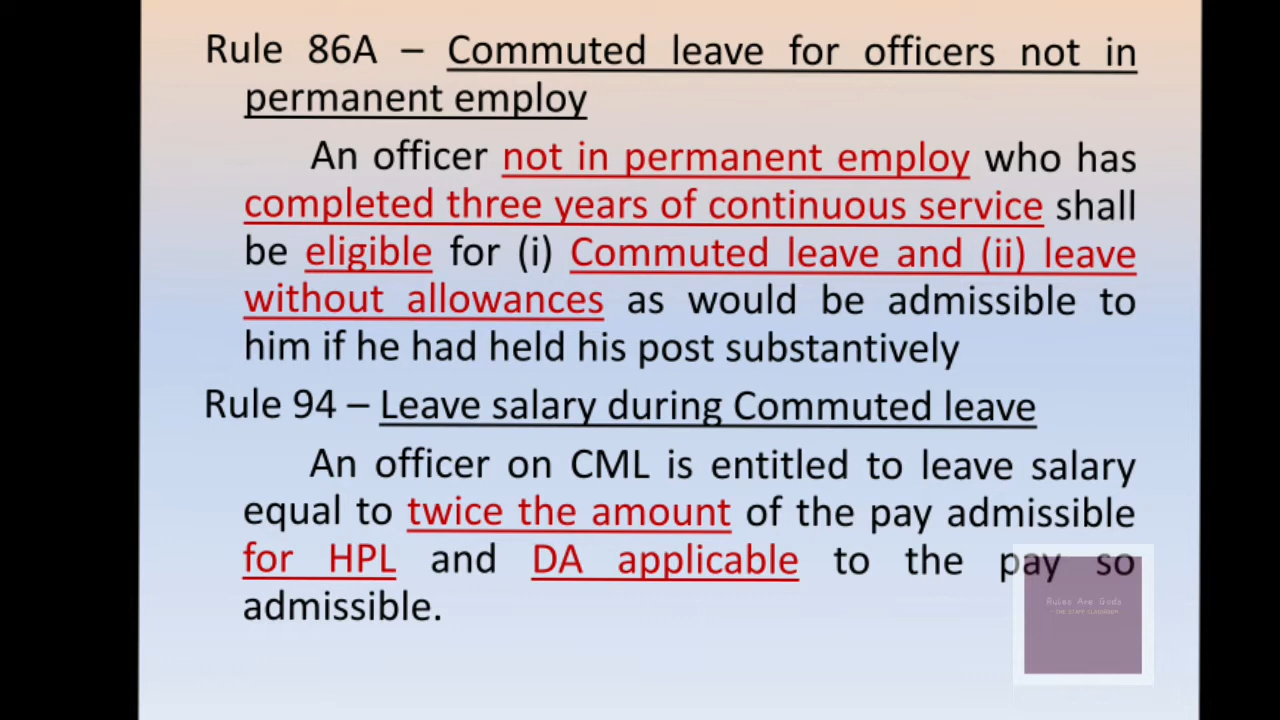 Rule 86A – Commuted leave for officers not in
permanent employ
An officer not in permanent employ who has
completed three years of continuous service shall
be eligible for (i) Commuted leave and (ii) leave
without allowances as would be admissible to
him if he had held his post substantively
Rule 94 – Leave salary during Commuted leave
An officer on CML is entitled to leave salary
equal to twice the amount of the pay admissible
for HPL and DA applicable to the pay so
admissible.
Rules Are Gods